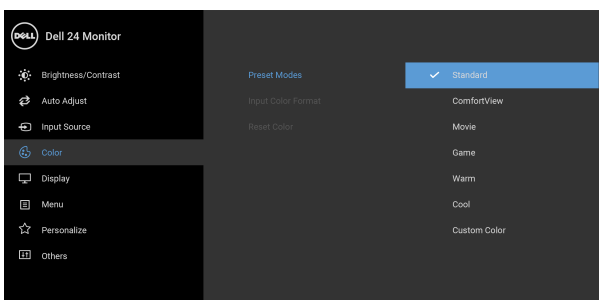 DELL Dell 24 Monitor
Brightness/Contrast Preset Modes Standard
Auto Adjust Input Color Format ComfortView
Input Source Reset Color Movie
Color Game
Display Warm
Menu Cool
Personalize Custom Color
Others